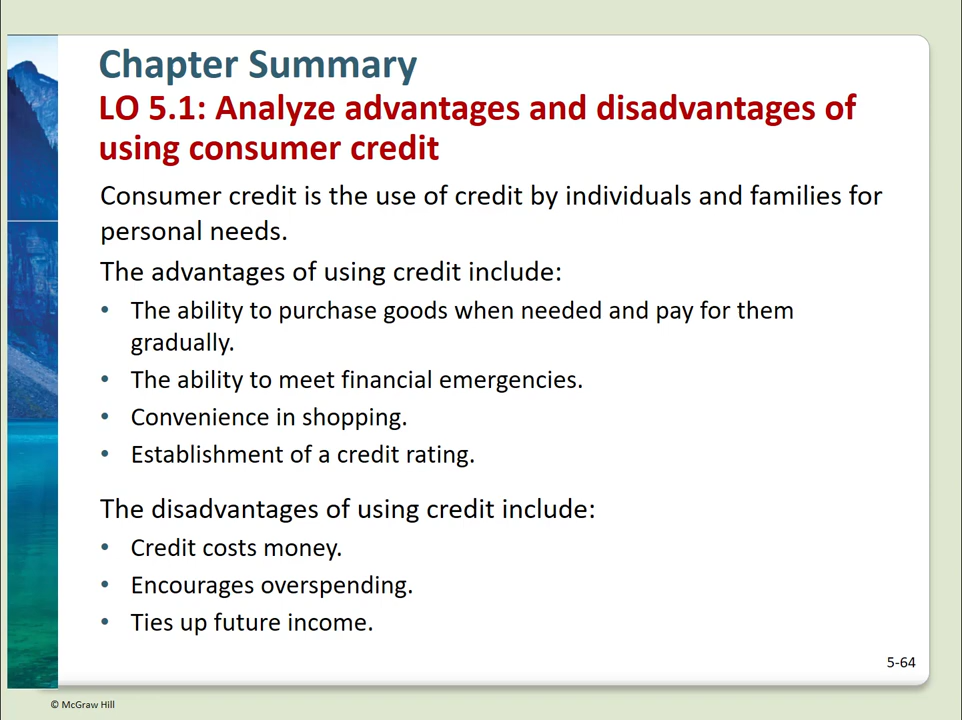 Chapter Summary
LO 5.1: Analyze advantages and disadvantages of
using consumer credit
Consumer credit is the use of credit by individuals and families for
personal needs.
The advantages of using credit include:
• The ability to purchase goods when needed and pay for them
gradually.
• The ability to meet financial emergencies.
• Convenience in shopping.
• Establishment of a credit rating.
The disadvantages of using credit include:
• Credit costs money.
• Encourages overspending.
• Ties up future income.
5-64
© McGraw Hill